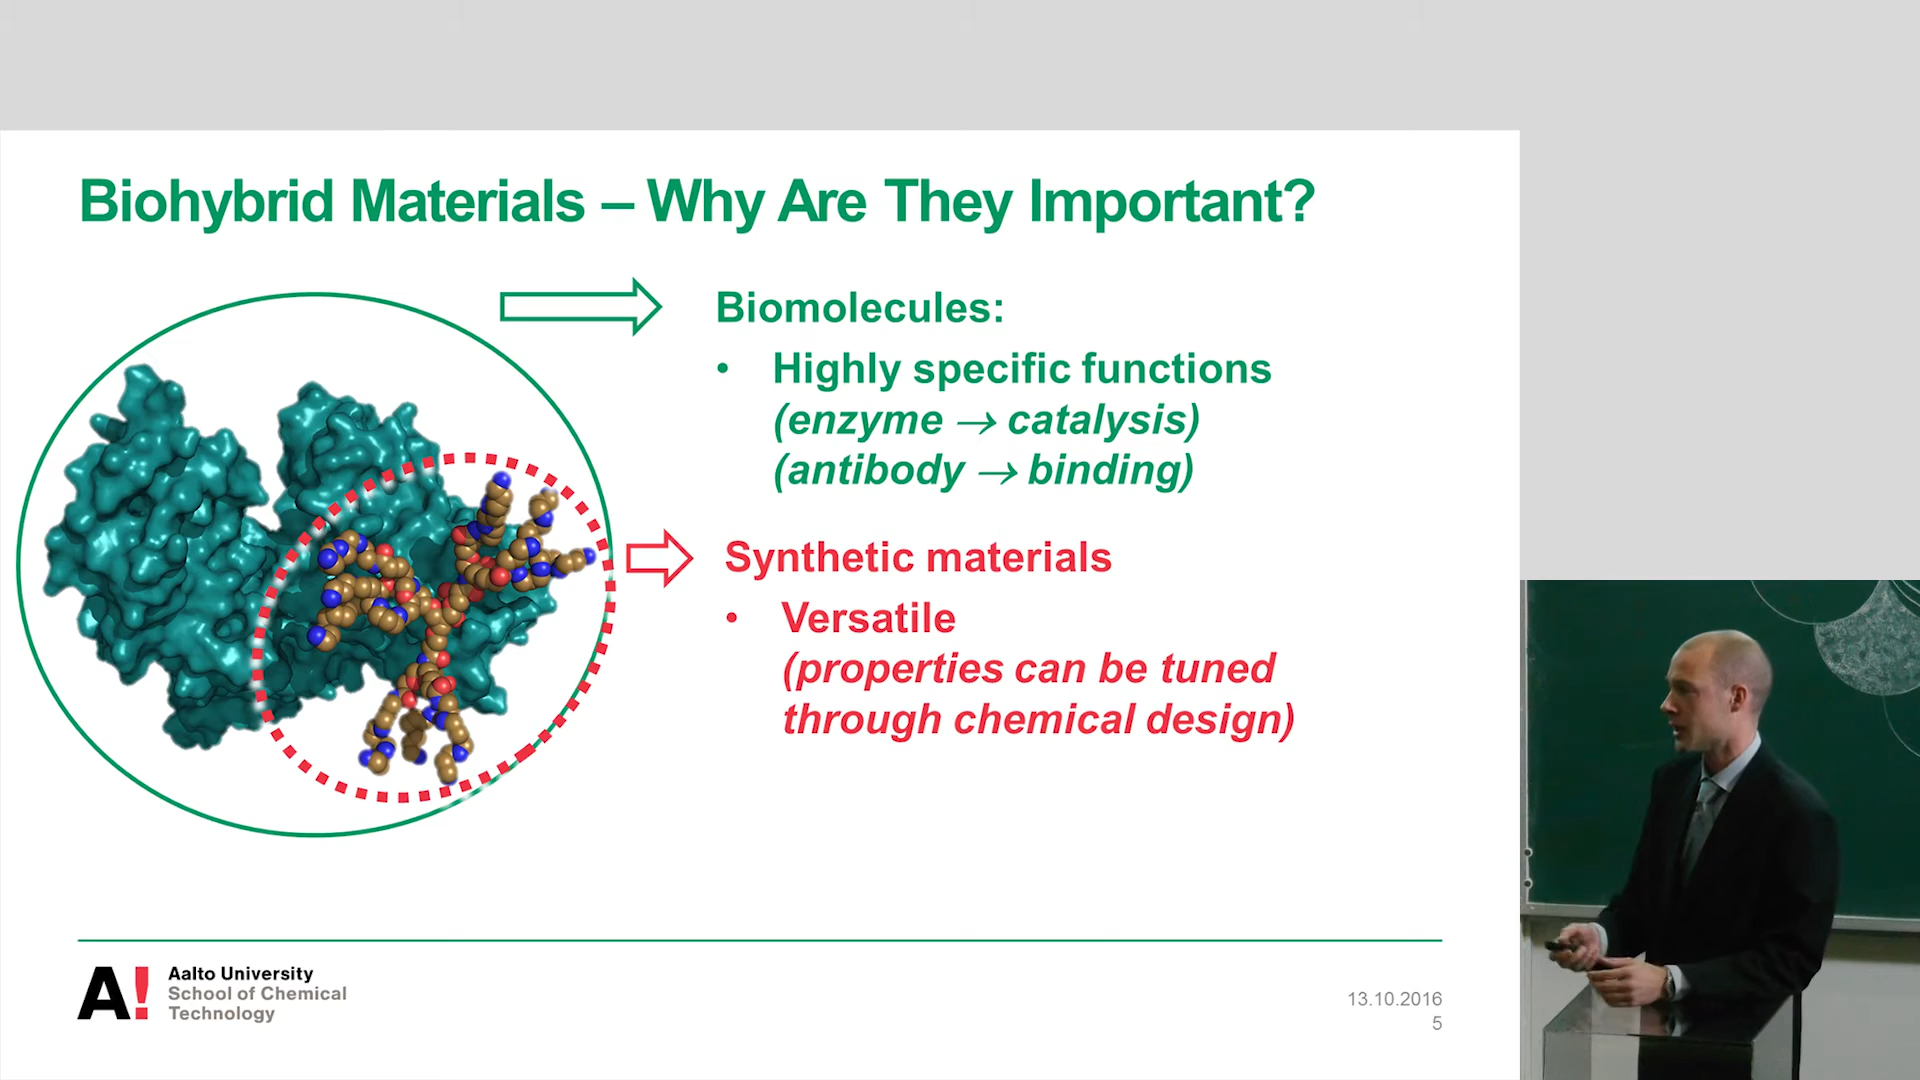 Biohybrid Materials – Why Are They Important?
Biomolecules:
• Highly specific functions
(enzyme → catalysis)
(antibody → binding)
Synthetic materials
• Versatile
(properties can be tuned
through chemical design)
A!
Aalto University
School of Chemical
Technology
13.10.2016
5